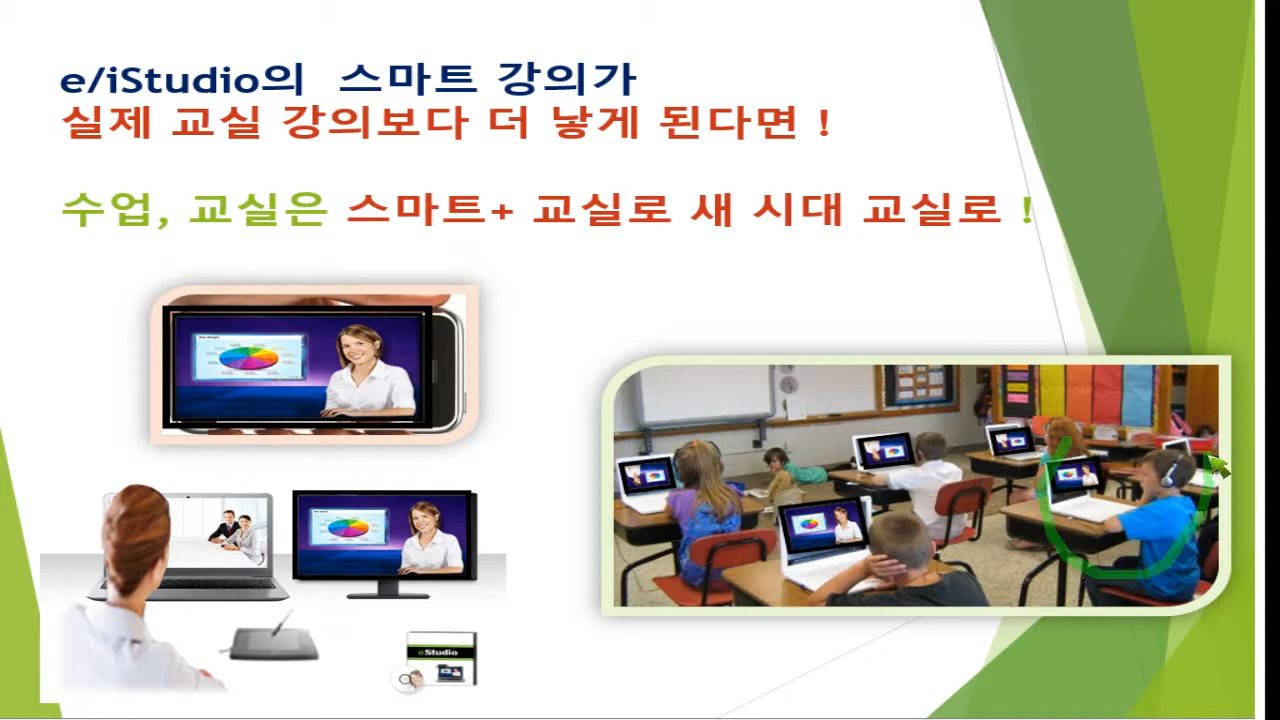 e/iStudio의 스마트 강의가
실제 교실 강의보다 더 낳게 된다면 !
수업, 교실은 스마트+ 교실로 새 시대 교실로 !
eStudio